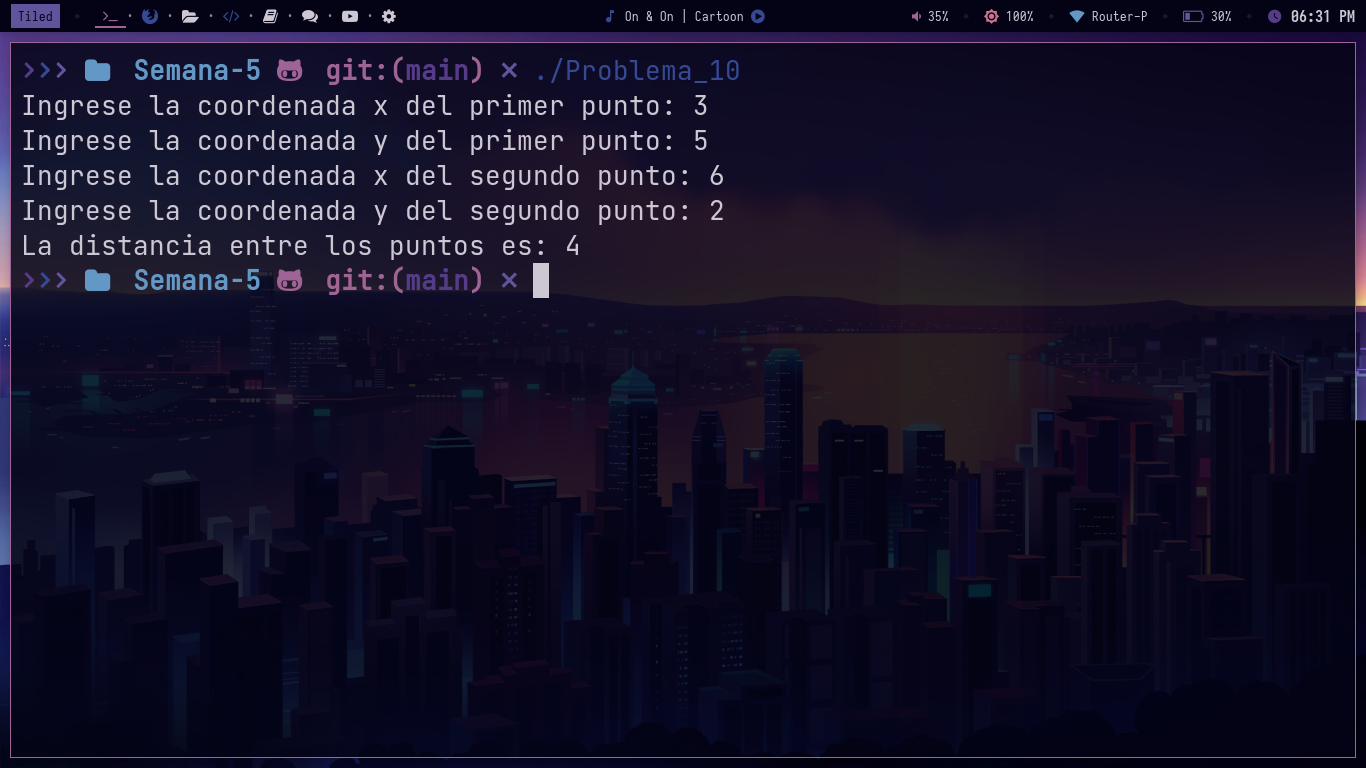 Tiled On & On | Cartoon 35% 100% Router-P 30% 06:31 PM
>>> Semana-5 git:(main) × ./Problema_10
Ingrese la coordenada x del primer punto: 3
Ingrese la coordenada y del primer punto: 5
Ingrese la coordenada x del segundo punto: 6
Ingrese la coordenada y del segundo punto: 2
La distancia entre los puntos es: 4
>>> Semana-5 git:(main) ×